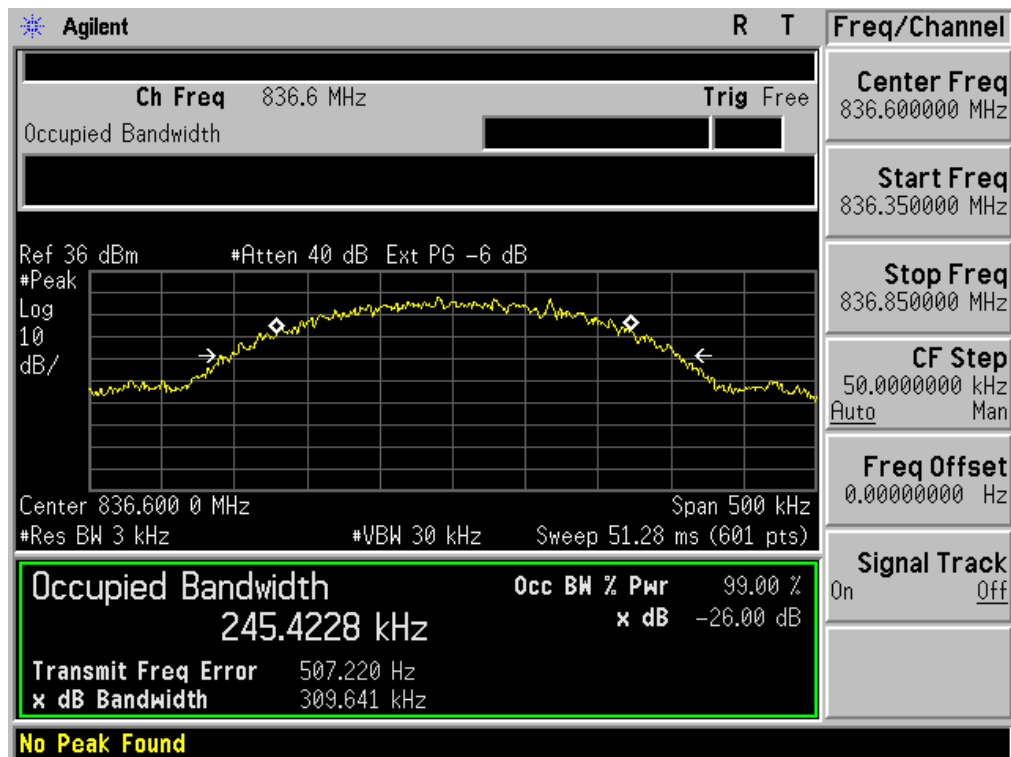 Agilent R T
Ch Freq 836.6 MHz Trig Free
Occupied Bandwidth
Ref 36 dBm #Atten 40 dB Ext PG -6 dB
#Peak
Log
10
dB/
Center 836.600 0 MHz Span 500 kHz
#Res BW 3 kHz #VBW 30 kHz Sweep 51.28 ms (601 pts)
Occupied Bandwidth Occ BW % Pwr 99.00 %
245.4228 kHz x dB -26.00 dB
Transmit Freq Error 507.220 Hz
x dB Bandwidth 309.641 kHz
No Peak Found
Freq/Channel
Center Freq
836.600000 MHz
Start Freq
836.350000 MHz
Stop Freq
836.850000 MHz
CF Step
50.0000000 kHz
Auto Man
Freq Offset
0.00000000 Hz
Signal Track
On Off